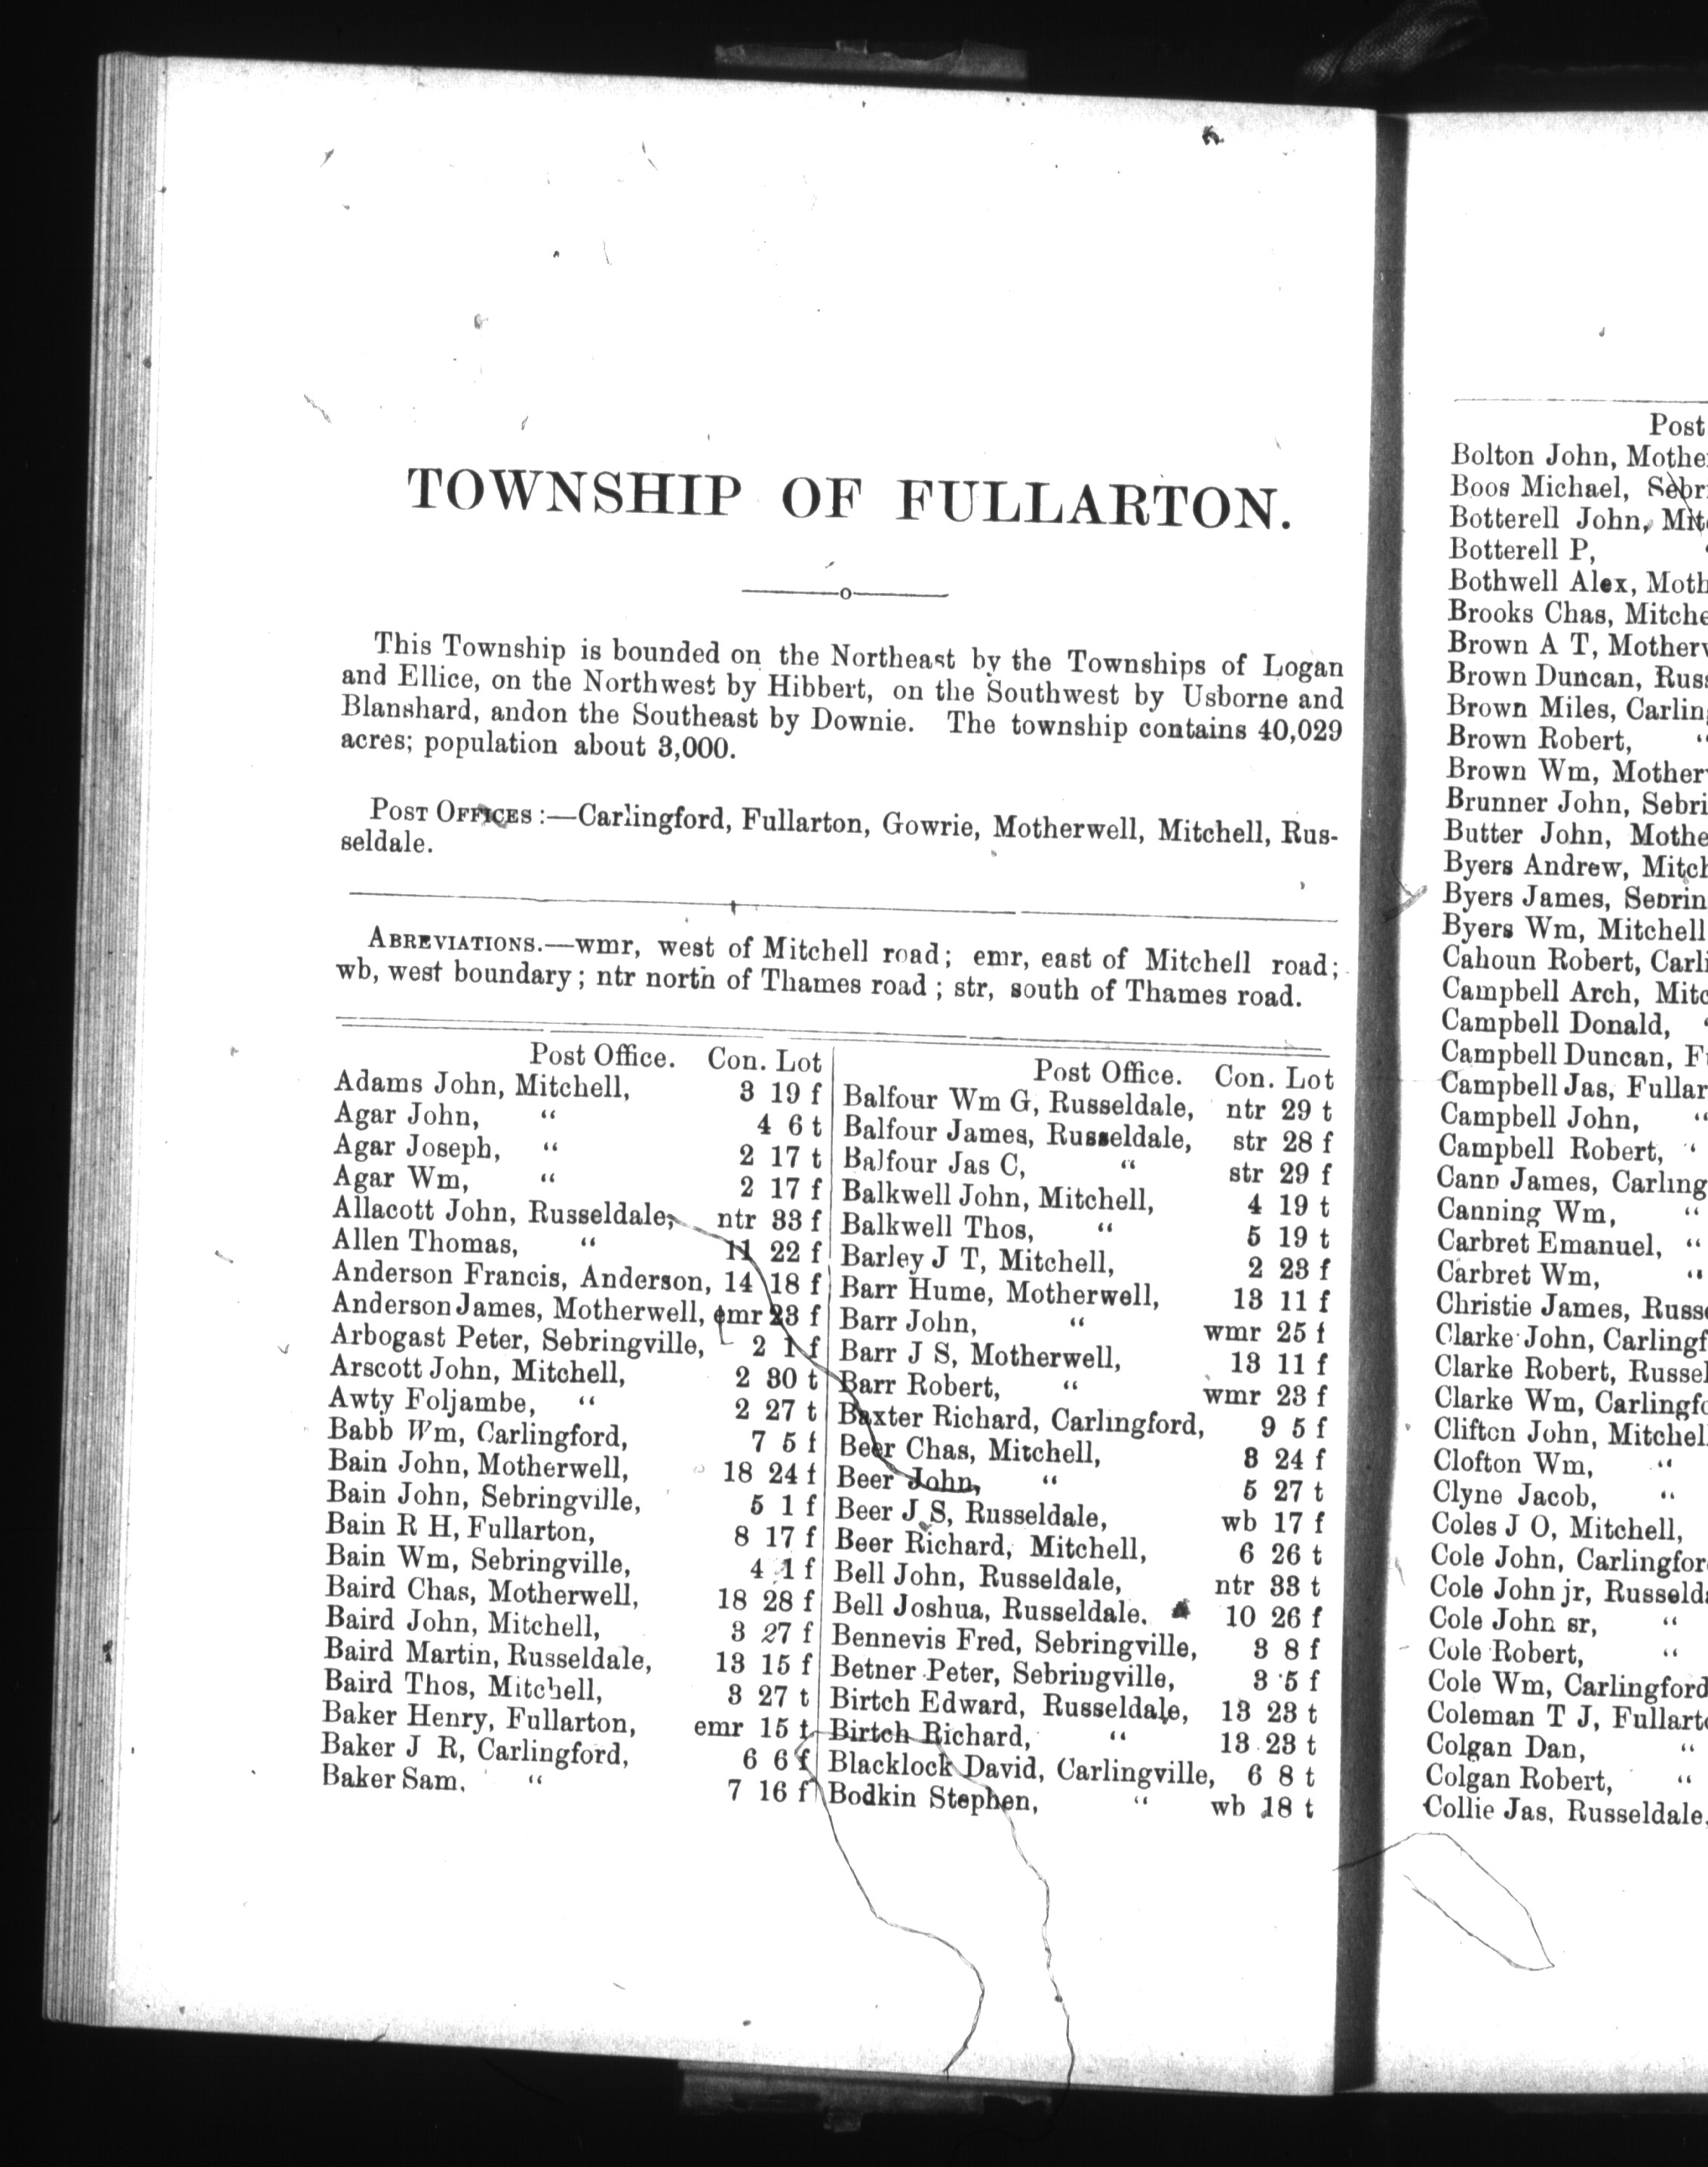 TOWNSHIP OF FULLARTON.
—o—
This Township is bounded on the Northeast by the Townships of Logan
and Ellice, on the Northwest by Hibbert, on the Southwest by Usborne and
Blanshard, andon the Southeast by Downie. The township contains 40,029
acres; population about 3,000.
POST OFFICES :—Carlingford, Fullarton, Gowrie, Motherwell, Mitchell, Rus-
seldale.
ABREVIATIONS.—wmr, west of Mitchell road; emr, east of Mitchell road;
wb, west boundary; ntr north of Thames road; str, south of Thames road.
Post Office. Con. Lot
Adams John, Mitchell, 3 19 f
Agar John, “ 4 6 t
Agar Joseph, “ 2 17 t
Agar Wm, “ 2 17 f
Allacott John, Russeldale, ntr 33 f
Allen Thomas, “ 11 22 f
Anderson Francis, Anderson, 14 18 f
Anderson James, Motherwell, emr 23 f
Arbogast Peter, Sebringville, 2 1 f
Arscott John, Mitchell, 2 30 t
Awty Foljambe, “ 2 27 t
Babb Wm, Carlingford, 7 5 f
Bain John, Motherwell, 18 24 f
Bain John, Sebringville, 5 1 f
Bain R H, Fullarton, 8 17 f
Bain Wm, Sebringville, 4 1 f
Baird Chas, Motherwell, 18 28 f
Baird John, Mitchell, 3 27 f
Baird Martin, Russeldale, 13 15 f
Baird Thos, Mitchell, 3 27 t
Baker Henry, Fullarton, emr 15 t
Baker J R, Carlingford, 6 6 f
Baker Sam, “ 7 16 f
Post Office. Con. Lot
Balfour Wm G, Russeldale, ntr 29 t
Balfour James, Russeldale, str 28 f
Balfour Jas C, “ str 29 f
Balkwell John, Mitchell, 4 19 t
Balkwell Thos, “ 5 19 t
Barley J T, Mitchell, 2 23 f
Barr Hume, Motherwell, 13 11 f
Barr John, “ wmr 25 f
Barr J S, Motherwell, 13 11 f
Barr Robert, “ wmr 23 f
Baxter Richard, Carlingford, 9 5 f
Beer Chas, Mitchell, 3 24 f
Beer John, “ 5 27 t
Beer J S, Russeldale, wb 17 f
Beer Richard, Mitchell, 6 26 t
Bell John, Russeldale, ntr 33 t
Bell Joshua, Russeldale. 10 26 f
Bennevis Fred, Sebringville, 3 8 f
Betner Peter, Sebringville, 3 5 f
Birtch Edward, Russeldale, 13 23 t
Birtch Richard, “ 13 23 t
Blacklock David, Carlingville, 6 8 t
Bodkin Stephen, “ wb 18 t
Post
Bolton John,
Boos Michael,
Botterell John,
Botterell P,
Bothwell Alex,
Brooks Chas,
Brown A T,
Brown Duncan,
Brown Miles,
Brown Robert, “
Brown Wm,
Brunner John,
Butter John,
Byers Andrew,
Byers James,
Byers Wm, Mitchell
Cahoun Robert,
Campbell Arch,
Campbell Donald,
Campbell Duncan,
Campbell Jas,
Campbell John, “
Campbell Robert,
Cann James,
Canning Wm, “
Carbret Emanuel, “
Carbret Wm, “
Christie James,
Clarke John,
Clarke Robert,
Clarke Wm,
Clifton John,
Clofton Wm, “
Clyne Jacob, “
Coles J O, Mitchell,
Cole John,
Cole John jr,
Cole John sr, “
Cole Robert, “
Cole Wm, Carlingford
Coleman T J,
Colgan Dan, “
Colgan Robert, “
Collie Jas, Russeldale,